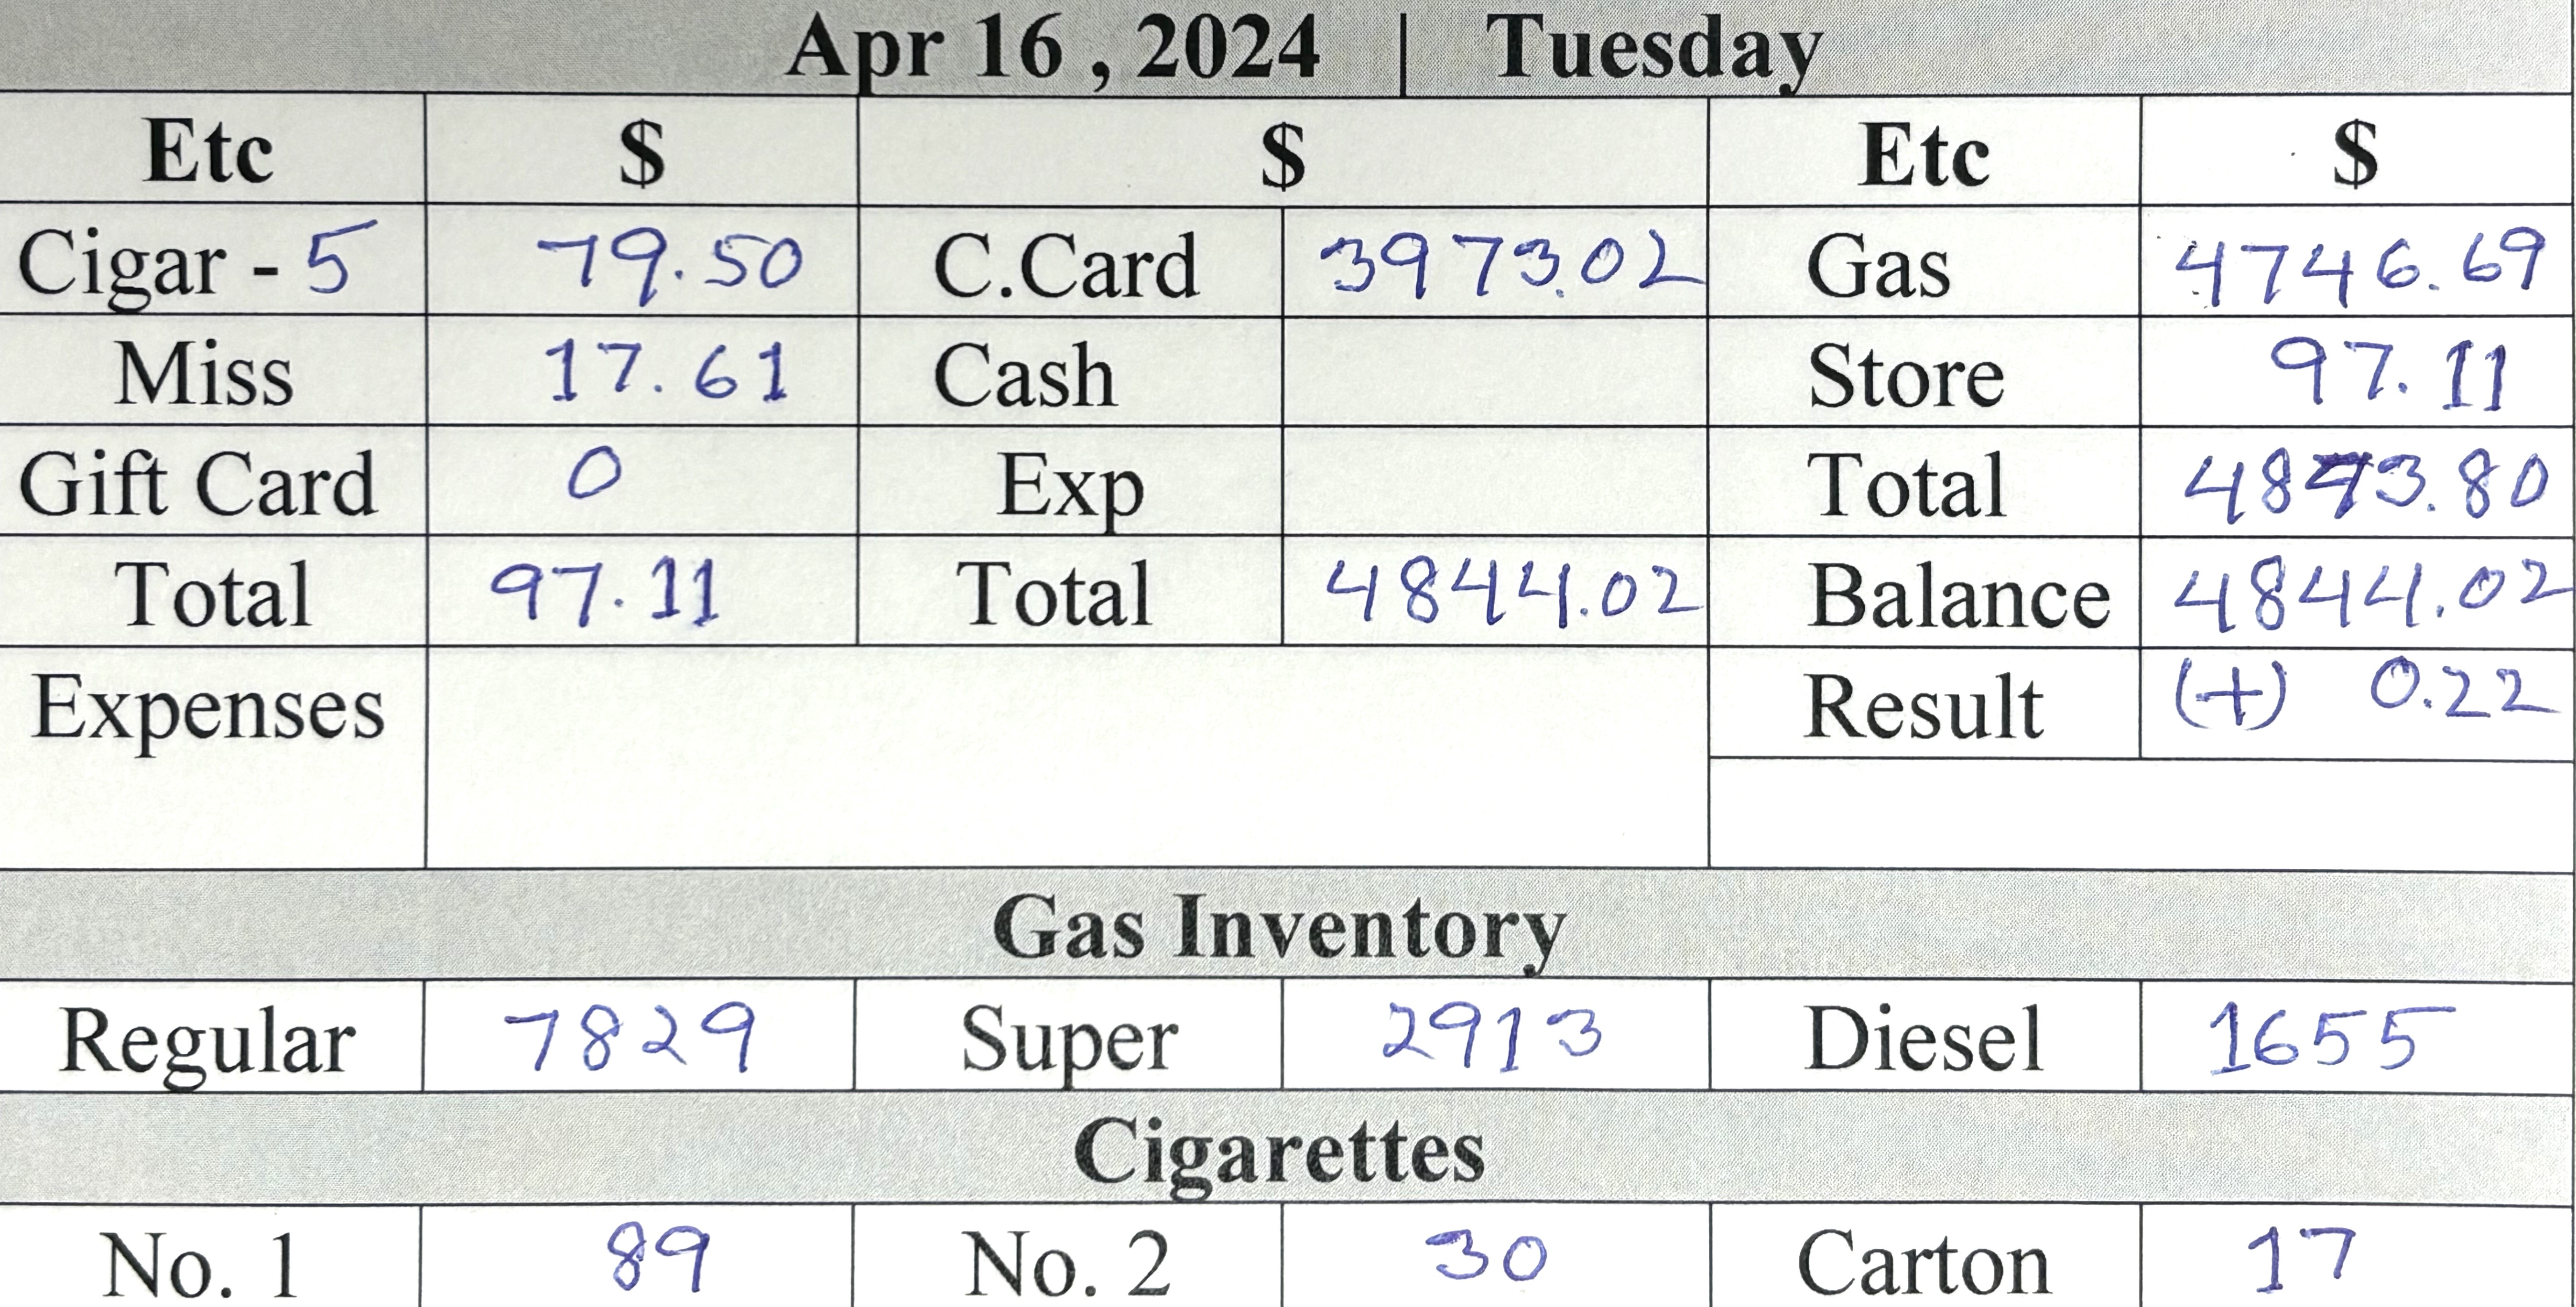 Apr 16 , 2024 | Tuesday
Etc $ $ Etc $
Cigar - 5 79.50 C.Card 3973.02 Gas 4746.69
Miss 17.61 Cash Store 97.11
Gift Card 0 Exp Total 4843.80
Total 97.11 Total 4844.02 Balance 4844.02
Expenses Result (+) 0.22
Gas Inventory
Regular 7829 Super 2913 Diesel 1655
Cigarettes
No. 1 89 No. 2 30 Carton 17